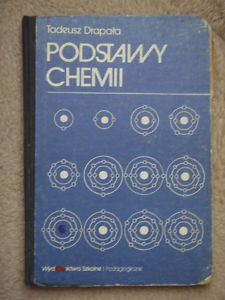 Tadeusz Drapała
PODSTAWY
CHEMII
Wydawnictwa Szkolne i Pedagogiczne